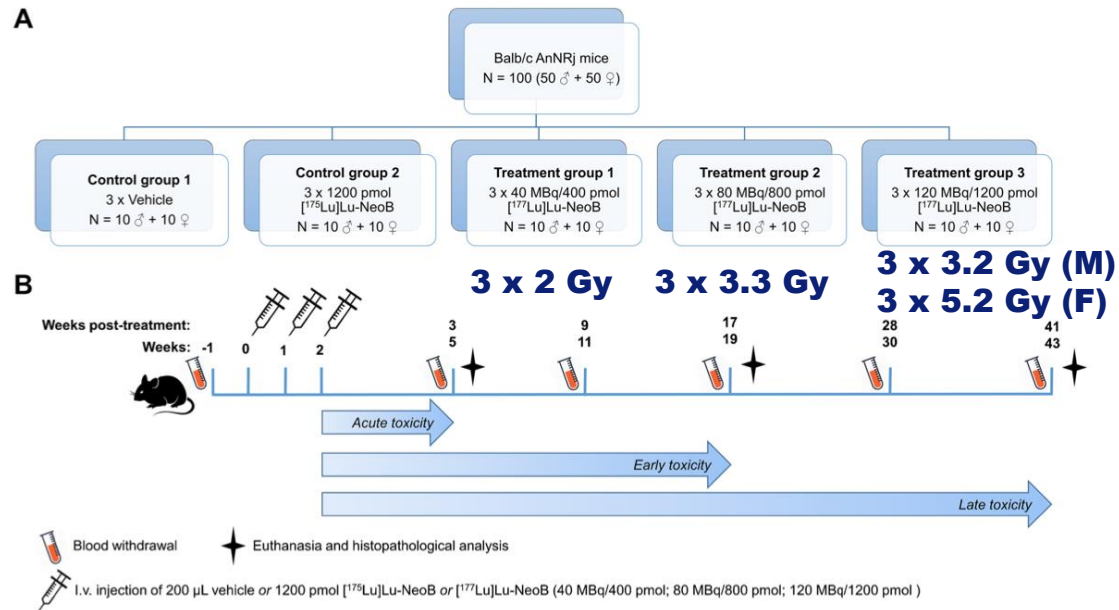 A
Balb/c AnNRj mice
N = 100 (50 ♂ + 50 ♀)
Control group 1
3 x Vehicle
N = 10 ♂ + 10 ♀
Control group 2
3 x 1200 pmol
[¹⁷⁵Lu]Lu-NeoB
N = 10 ♂ + 10 ♀
Treatment group 1
3 x 40 MBq/400 pmol
[¹⁷⁷Lu]Lu-NeoB
N = 10 ♂ + 10 ♀
Treatment group 2
3 x 80 MBq/800 pmol
[¹⁷⁷Lu]Lu-NeoB
N = 10 ♂ + 10 ♀
Treatment group 3
3 x 120 MBq/1200 pmol
[¹⁷⁷Lu]Lu-NeoB
N = 10 ♂ + 10 ♀
3 x 2 Gy
3 x 3.3 Gy
3 x 3.2 Gy (M)
3 x 5.2 Gy (F)
B
Weeks post-treatment: 3 9 17 28 41
Weeks: -1 0 1 2 5 11 19 30 43
Acute toxicity
Early toxicity
Late toxicity
Blood withdrawal
Euthanasia and histopathological analysis
I.v. injection of 200 µL vehicle or 1200 pmol [¹⁷⁵Lu]Lu-NeoB or [¹⁷⁷Lu]Lu-NeoB (40 MBq/400 pmol; 80 MBq/800 pmol; 120 MBq/1200 pmol )